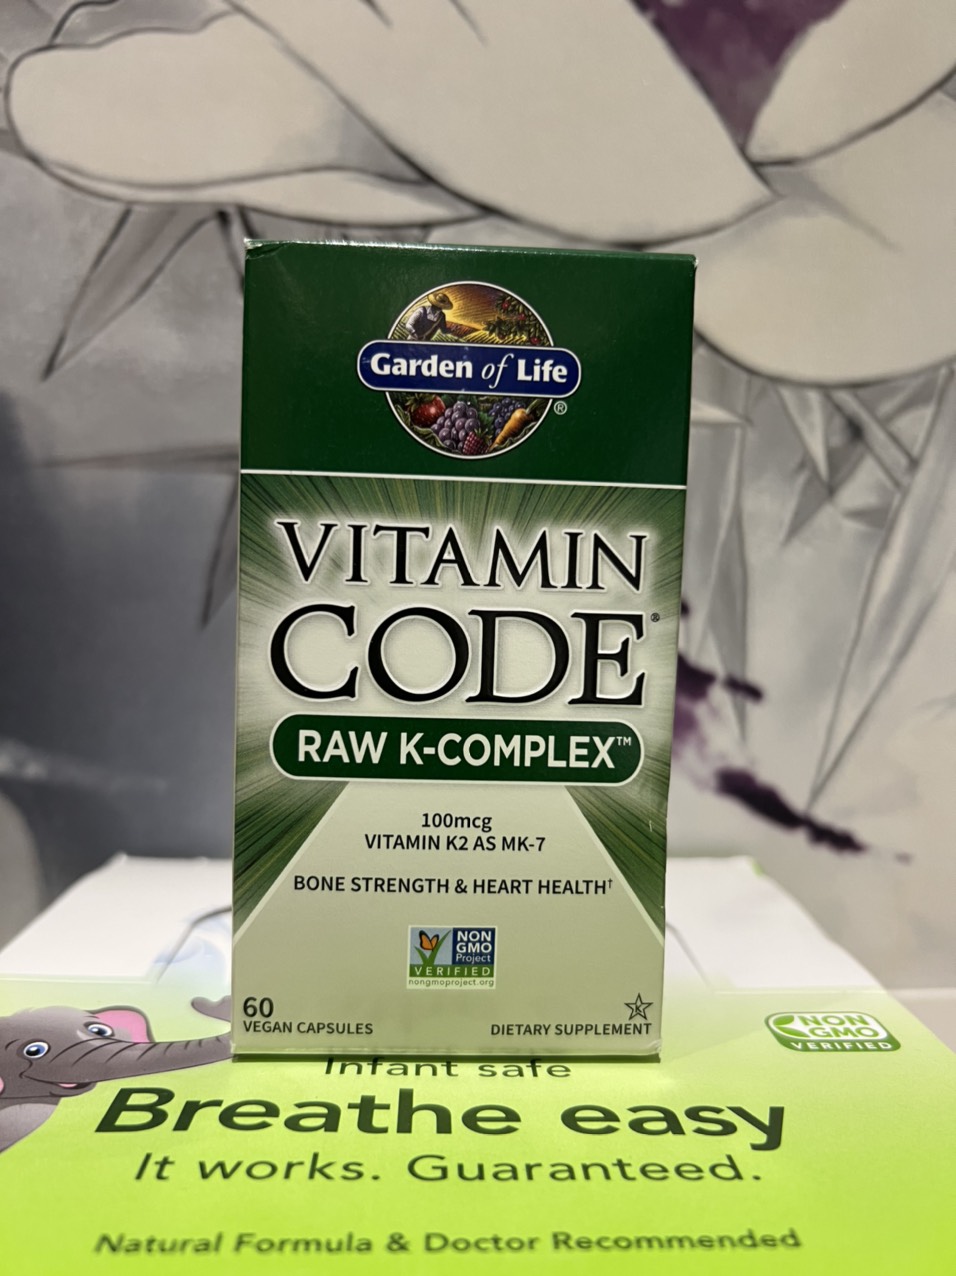 Garden of Life
®
VITAMIN
CODE®
RAW K-COMPLEX™
100mcg
VITAMIN K2 AS MK-7
BONE STRENGTH & HEART HEALTH†
NON
GMO
Project
VERIFIED
nongmoproject.org
60
VEGAN CAPSULES
K
DIETARY SUPPLEMENT
NON
GMO
VERIFIED
Infant safe
Breathe easy
It works. Guaranteed.
Natural Formula & Doctor Recommended